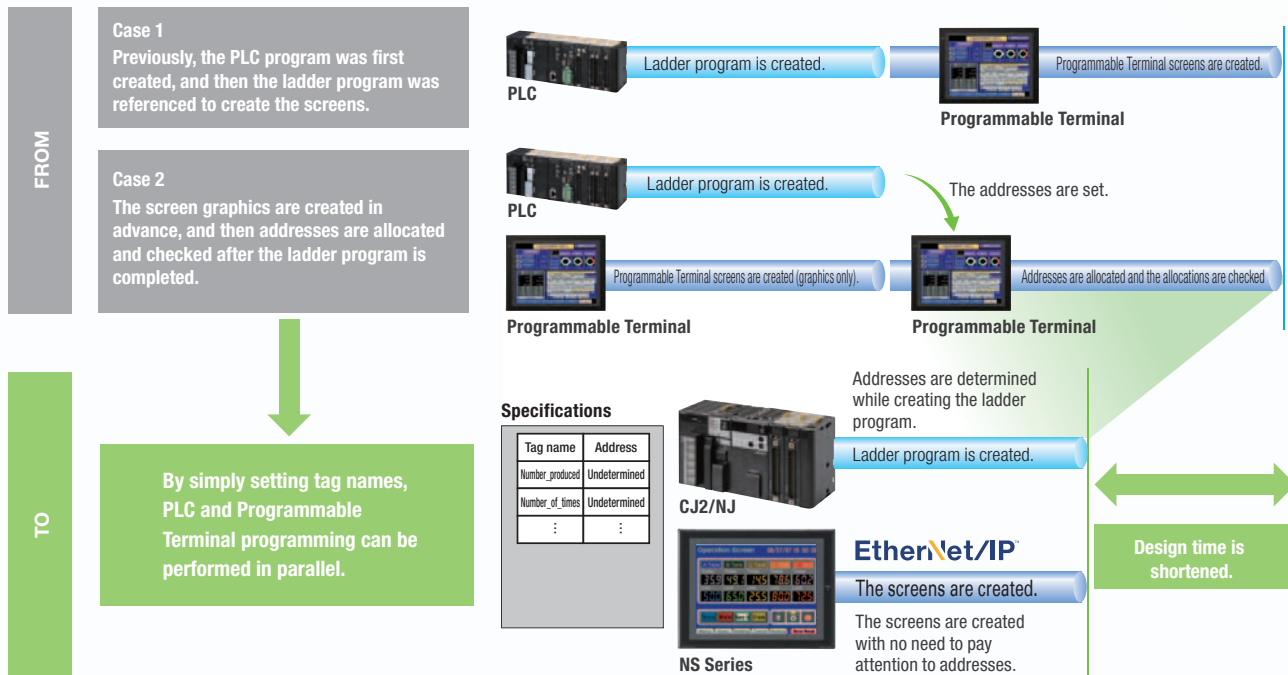 FROM
Case 1
Previously, the PLC program was first
created, and then the ladder program was
referenced to create the screens.
PLC
Ladder program is created.
Programmable Terminal screens are created.
Programmable Terminal
Case 2
The screen graphics are created in
advance, and then addresses are allocated
and checked after the ladder program is
completed.
PLC
Ladder program is created.
The addresses are set.
Programmable Terminal screens are created (graphics only).
Addresses are allocated and the allocations are checked
Programmable Terminal
Programmable Terminal
TO
By simply setting tag names,
PLC and Programmable
Terminal programming can be
performed in parallel.
Specifications
Tag name Address
Number_produced Undetermined
Number_of_times Undetermined
⋮ ⋮
Addresses are determined
while creating the ladder
program.
Ladder program is created.
CJ2/NJ
Operation Screen
EtherNet/IP™
The screens are created.
The screens are created
with no need to pay
attention to addresses.
NS Series
Design time is
shortened.